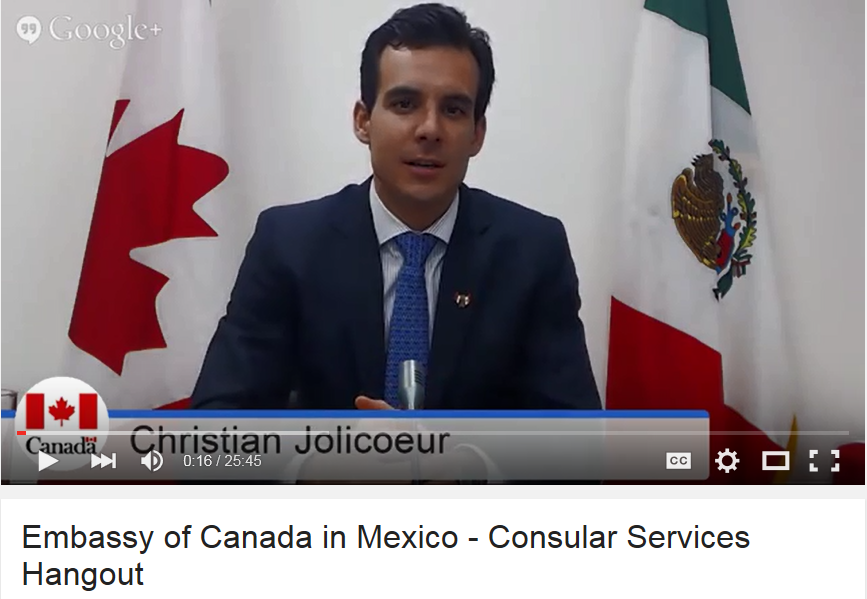 Google+
Canada
Christian Jolicoeur
0:16 / 25:45
CC
Embassy of Canada in Mexico - Consular Services
Hangout